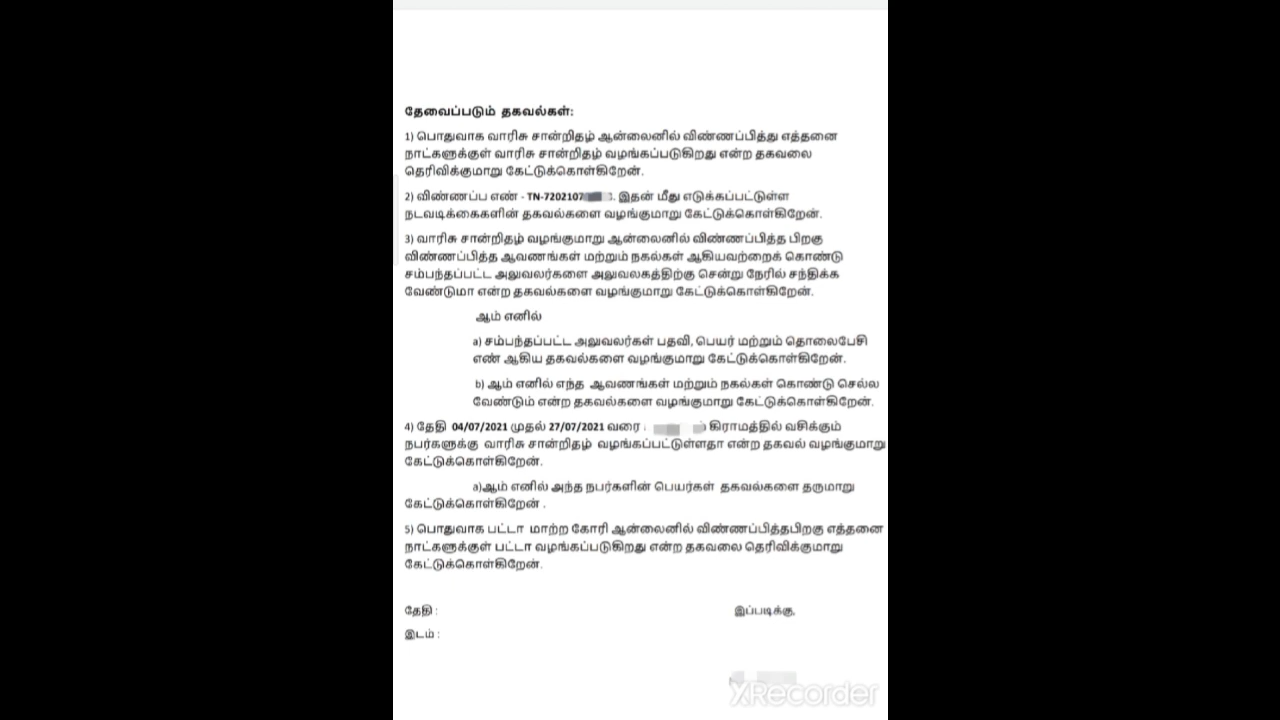 தேவைப்படும் தகவல்கள்:
1) பொதுவாக வாரிசு சான்றிதழ் ஆன்லைனில் விண்ணப்பித்து எத்தனை
நாட்களுக்குள் வாரிசு சான்றிதழ் வழங்கப்படுகிறது என்ற தகவலை
தெரிவிக்குமாறு கேட்டுக்கொள்கிறேன்.
2) விண்ணப்ப எண் - TN-7202107 . இதன் மீது எடுக்கப்பட்டுள்ள
நடவடிக்கைகளின் தகவல்களை வழங்குமாறு கேட்டுக்கொள்கிறேன்.
3) வாரிசு சான்றிதழ் வழங்குமாறு ஆன்லைனில் விண்ணப்பித்த பிறகு
விண்ணப்பித்த ஆவணங்கள் மற்றும் நகல்கள் ஆகியவற்றைக் கொண்டு
சம்பந்தப்பட்ட அலுவலர்களை அலுவலகத்திற்கு சென்று நேரில் சந்திக்க
வேண்டுமா என்ற தகவல்களை வழங்குமாறு கேட்டுக்கொள்கிறேன்.
ஆம் எனில்
a) சம்பந்தப்பட்ட அலுவலர்கள் பதவி, பெயர் மற்றும் தொலைபேசி
எண் ஆகிய தகவல்களை வழங்குமாறு கேட்டுக்கொள்கிறேன்.
b) ஆம் எனில் எந்த ஆவணங்கள் மற்றும் நகல்கள் கொண்டு செல்ல
வேண்டும் என்ற தகவல்களை வழங்குமாறு கேட்டுக்கொள்கிறேன்.
4) தேதி 04/07/2021 முதல் 27/07/2021 வரை கிராமத்தில் வசிக்கும்
நபர்களுக்கு வாரிசு சான்றிதழ் வழங்கப்பட்டுள்ளதா என்ற தகவல் வழங்குமாறு
கேட்டுக்கொள்கிறேன்.
a)ஆம் எனில் அந்த நபர்களின் பெயர்கள் தகவல்களை தருமாறு
கேட்டுக்கொள்கிறேன் .
5) பொதுவாக பட்டா மாற்ற கோரி ஆன்லைனில் விண்ணப்பித்தபிறகு எத்தனை
நாட்களுக்குள் பட்டா வழங்கப்படுகிறது என்ற தகவலை தெரிவிக்குமாறு
கேட்டுக்கொள்கிறேன்.
தேதி : இப்படிக்கு,
இடம் :
XRecorder